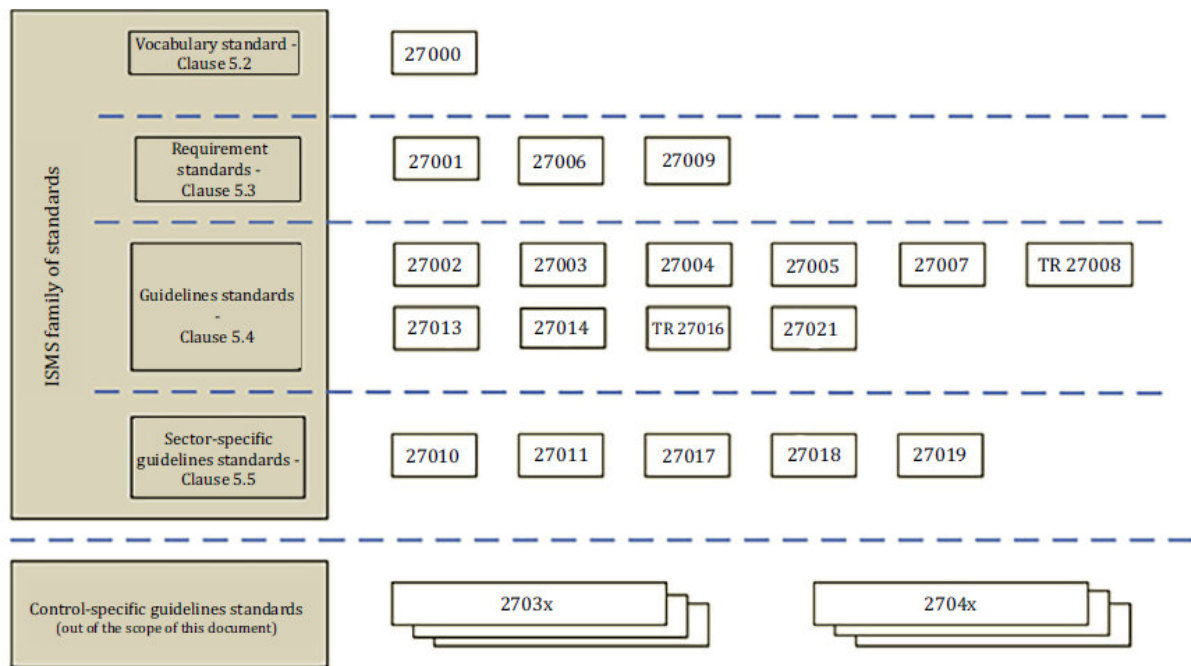 ISMS family of standards
Vocabulary standard -
Clause 5.2
27000
Requirement
standards -
Clause 5.3
27001
27006
27009
Guidelines standards
-
Clause 5.4
27002
27003
27004
27005
27007
TR 27008
27013
27014
TR 27016
27021
Sector-specific
guidelines standards -
Clause 5.5
27010
27011
27017
27018
27019
Control-specific guidelines standards
(out of the scope of this document)
2703x
2704x